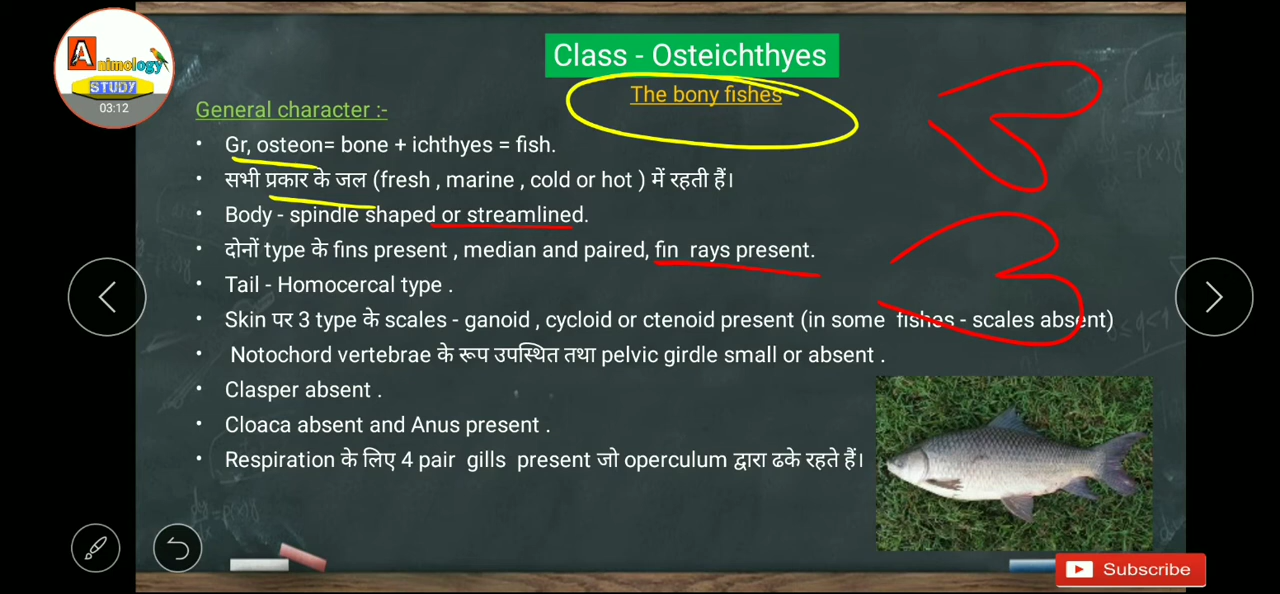 Animology
STUDY
03:12
Class - Osteichthyes
The bony fishes
General character :-
• Gr, osteon= bone + ichthyes = fish.
• सभी प्रकार के जल (fresh , marine , cold or hot ) में रहती हैं।
• Body - spindle shaped or streamlined.
• दोनों type के fins present , median and paired, fin rays present.
• Tail - Homocercal type .
• Skin पर 3 type के scales - ganoid , cycloid or ctenoid present (in some fishes - scales absent)
• Notochord vertebrae के रूप उपस्थित तथा pelvic girdle small or absent .
• Clasper absent .
• Cloaca absent and Anus present .
• Respiration के लिए 4 pair gills present जो operculum द्वारा ढके रहते हैं।
Subscribe